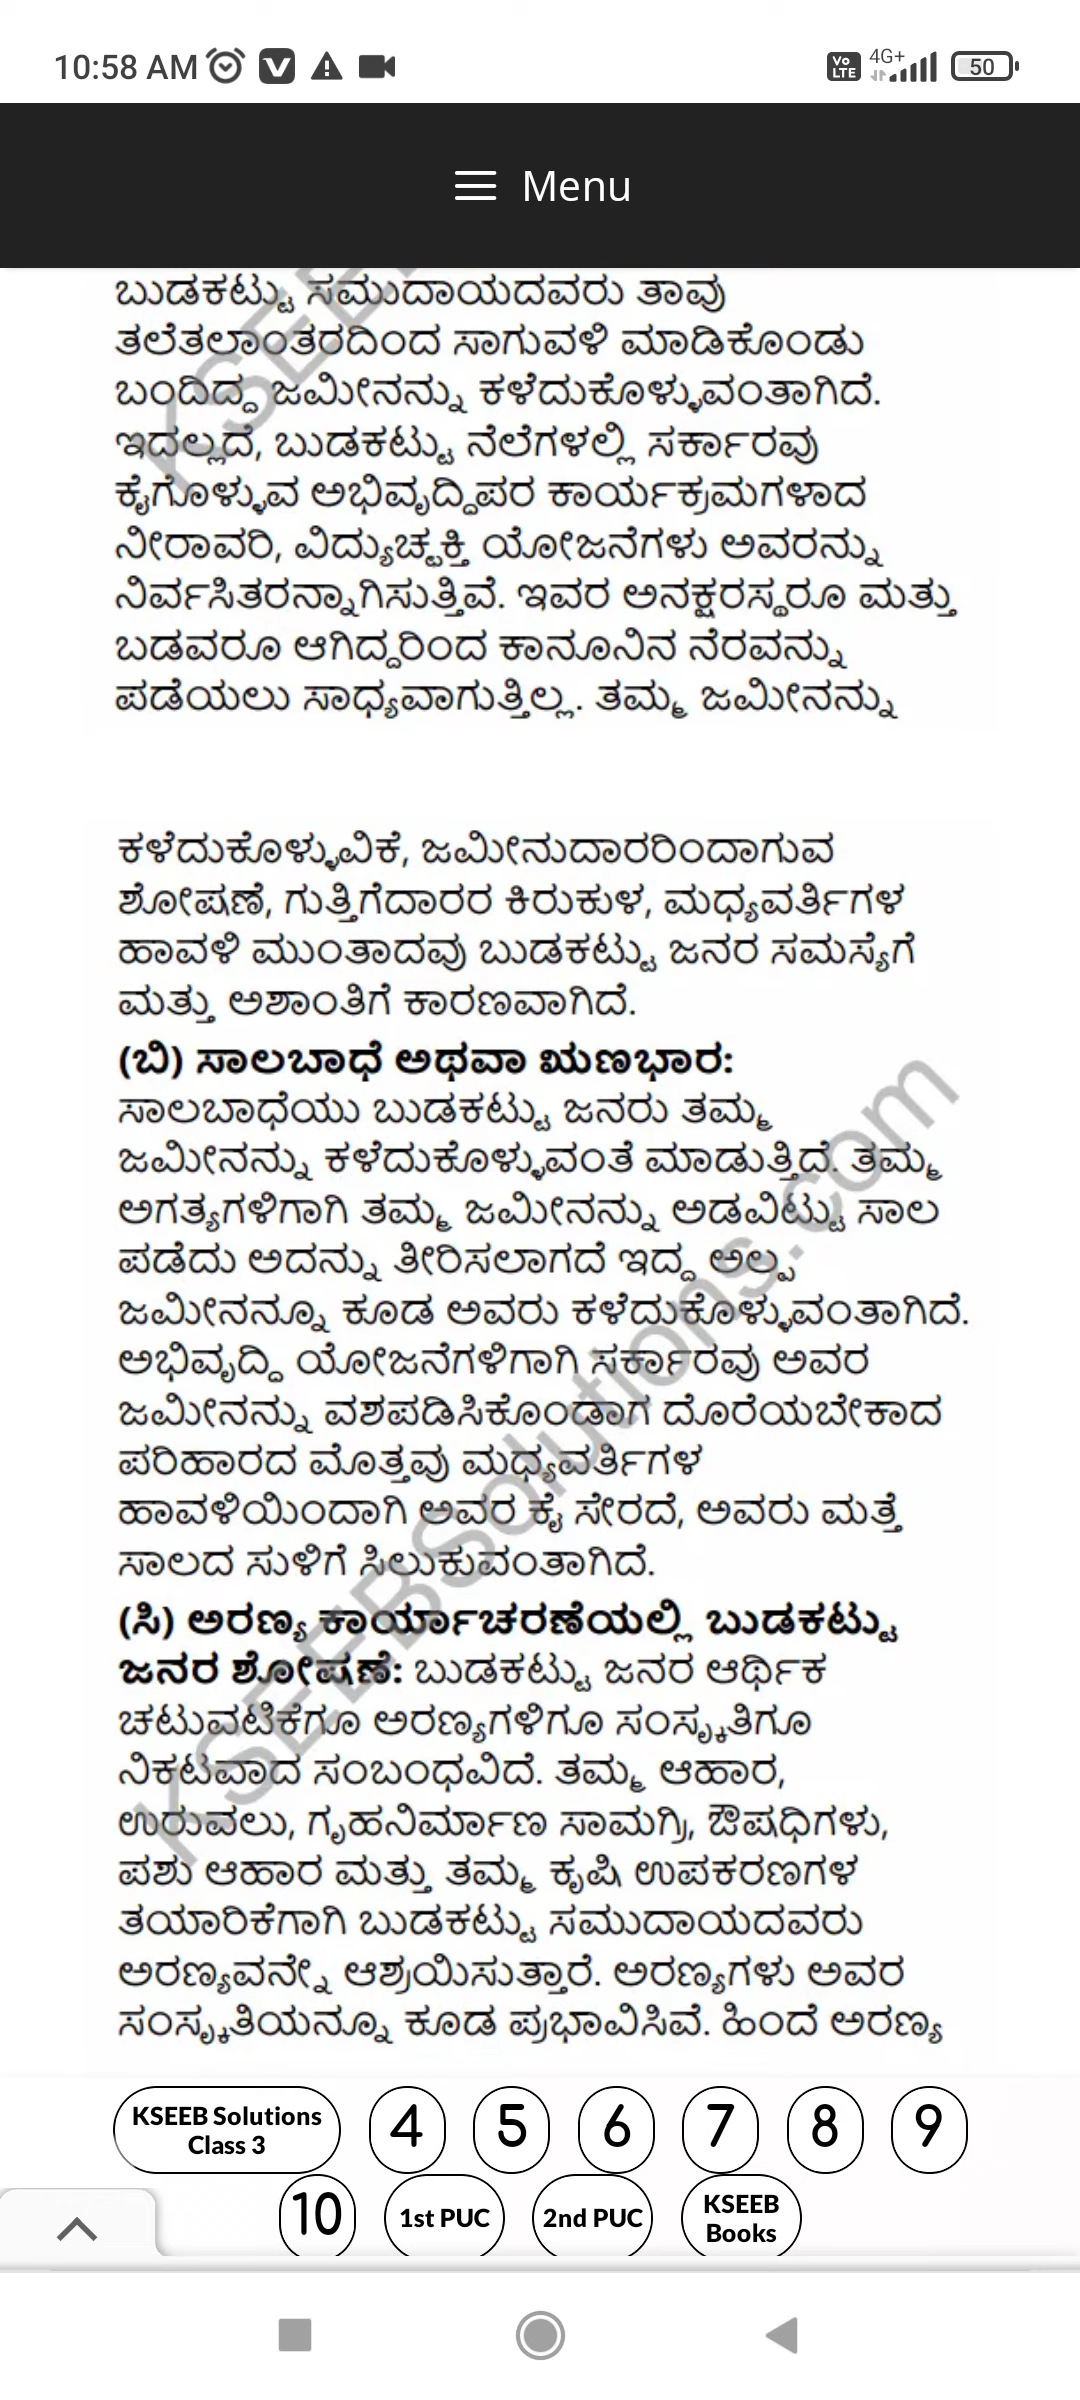 10:58 AM
Vo LTE 4G+ 50
Menu
ಬುಡಕಟ್ಟು ಸಮುದಾಯದವರು ತಾವು
ತಲೆತಲಾಂತರದಿಂದ ಸಾಗುವಳಿ ಮಾಡಿಕೊಂಡು
ಬಂದಿದ್ದ ಜಮೀನನ್ನು ಕಳೆದುಕೊಳ್ಳುವಂತಾಗಿದೆ.
ಇದಲ್ಲದೆ, ಬುಡಕಟ್ಟು ನೆಲೆಗಳಲ್ಲಿ ಸರ್ಕಾರವು
ಕೈಗೊಳ್ಳುವ ಅಭಿವೃದ್ಧಿಪರ ಕಾರ್ಯಕ್ರಮಗಳಾದ
ನೀರಾವರಿ, ವಿದ್ಯುಚ್ಛಕ್ತಿ ಯೋಜನೆಗಳು ಅವರನ್ನು
ನಿರ್ವಸಿತರನ್ನಾಗಿಸುತ್ತಿವೆ. ಇವರ ಅನಕ್ಷರಸ್ಥರೂ ಮತ್ತು
ಬಡವರೂ ಆಗಿದ್ದರಿಂದ ಕಾನೂನಿನ ನೆರವನ್ನು
ಪಡೆಯಲು ಸಾಧ್ಯವಾಗುತ್ತಿಲ್ಲ. ತಮ್ಮ ಜಮೀನನ್ನು
ಕಳೆದುಕೊಳ್ಳುವಿಕೆ, ಜಮೀನುದಾರರಿಂದಾಗುವ
ಶೋಷಣೆ, ಗುತ್ತಿಗೆದಾರರ ಕಿರುಕುಳ, ಮಧ್ಯವರ್ತಿಗಳ
ಹಾವಳಿ ಮುಂತಾದವು ಬುಡಕಟ್ಟು ಜನರ ಸಮಸ್ಯೆಗೆ
ಮತ್ತು ಅಶಾಂತಿಗೆ ಕಾರಣವಾಗಿದೆ.
(ಬಿ) ಸಾಲಬಾಧೆ ಅಥವಾ ಋಣಭಾರ:
ಸಾಲಬಾಧೆಯು ಬುಡಕಟ್ಟು ಜನರು ತಮ್ಮ
ಜಮೀನನ್ನು ಕಳೆದುಕೊಳ್ಳುವಂತೆ ಮಾಡುತ್ತಿದೆ. ತಮ್ಮ
ಅಗತ್ಯಗಳಿಗಾಗಿ ತಮ್ಮ ಜಮೀನನ್ನು ಅಡವಿಟ್ಟು ಸಾಲ
ಪಡೆದು ಅದನ್ನು ತೀರಿಸಲಾಗದೆ ಇದ್ದ ಅಲ್ಪ
ಜಮೀನನ್ನೂ ಕೂಡ ಅವರು ಕಳೆದುಕೊಳ್ಳುವಂತಾಗಿದೆ.
ಅಭಿವೃದ್ಧಿ ಯೋಜನೆಗಳಿಗಾಗಿ ಸರ್ಕಾರವು ಅವರ
ಜಮೀನನ್ನು ವಶಪಡಿಸಿಕೊಂಡಾಗ ದೊರೆಯಬೇಕಾದ
ಪರಿಹಾರದ ಮೊತ್ತವು ಮಧ್ಯವರ್ತಿಗಳ
ಹಾವಳಿಯಿಂದಾಗಿ ಅವರ ಕೈ ಸೇರದೆ, ಅವರು ಮತ್ತೆ
ಸಾಲದ ಸುಳಿಗೆ ಸಿಲುಕುವಂತಾಗಿದೆ.
(ಸಿ) ಅರಣ್ಯ ಕಾರ್ಯಾಚರಣೆಯಲ್ಲಿ ಬುಡಕಟ್ಟು
ಜನರ ಶೋಷಣೆ: ಬುಡಕಟ್ಟು ಜನರ ಆರ್ಥಿಕ
ಚಟುವಟಿಕೆಗೂ ಅರಣ್ಯಗಳಿಗೂ ಸಂಸ್ಕೃತಿಗೂ
ನಿಕಟವಾದ ಸಂಬಂಧವಿದೆ. ತಮ್ಮ ಆಹಾರ,
ಉರುವಲು, ಗೃಹನಿರ್ಮಾಣ ಸಾಮಗ್ರಿ, ಔಷಧಿಗಳು,
ಪಶು ಆಹಾರ ಮತ್ತು ತಮ್ಮ ಕೃಷಿ ಉಪಕರಣಗಳ
ತಯಾರಿಕೆಗಾಗಿ ಬುಡಕಟ್ಟು ಸಮುದಾಯದವರು
ಅರಣ್ಯವನ್ನೇ ಆಶ್ರಯಿಸುತ್ತಾರೆ. ಅರಣ್ಯಗಳು ಅವರ
ಸಂಸ್ಕೃತಿಯನ್ನೂ ಕೂಡ ಪ್ರಭಾವಿಸಿವೆ. ಹಿಂದೆ ಅರಣ್ಯ
KSEEBSolutions.com
KSEEB Solutions
Class 3
4 5 6 7 8 9
10 1st PUC 2nd PUC KSEEB
Books